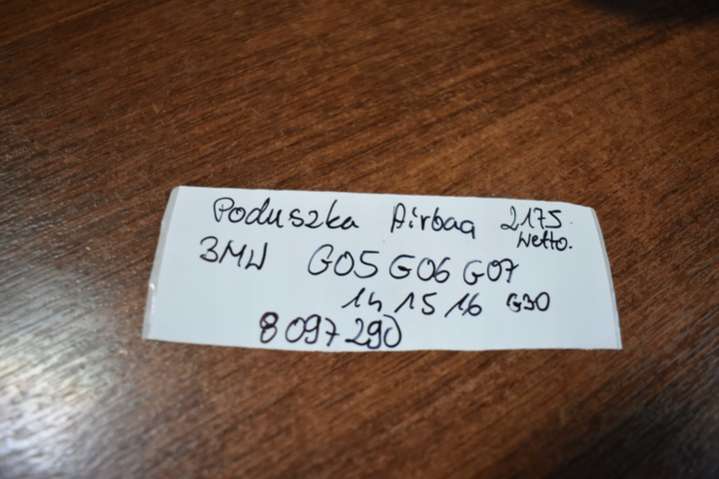 Poduszka Airbag 2175
Netto.
BMW G05 G06 G07
14 15 16 G30
8097290